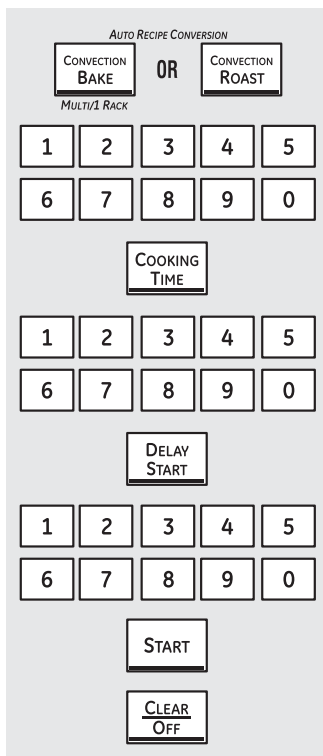 AUTO RECIPE CONVERSION
CONVECTION
BAKE
OR
CONVECTION
ROAST
MULTI/1 RACK
1 2 3 4 5
6 7 8 9 0
COOKING
TIME
1 2 3 4 5
6 7 8 9 0
DELAY
START
1 2 3 4 5
6 7 8 9 0
START
CLEAR
OFF